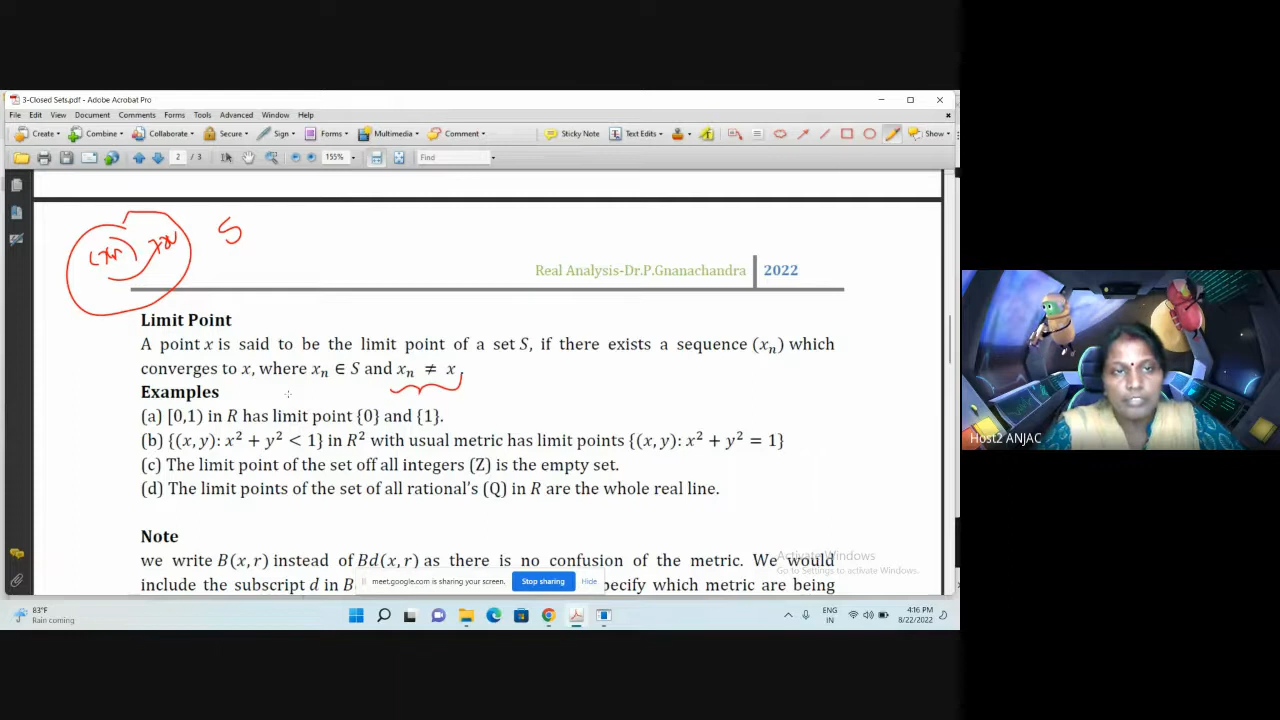 3-Closed Sets.pdf - Adobe Acrobat Pro
File Edit View Document Comments Forms Tools Advanced Window Help
Create Combine Collaborate Secure Sign Forms Multimedia Comment Sticky Note Text Edits Show
2 / 3 155% Find
(xn) → x S
Real Analysis-Dr.P.Gnanachandra 2022
Limit Point
A point x is said to be the limit point of a set S, if there exists a sequence (xₙ) which
converges to x, where xₙ ∈ S and xₙ ≠ x.
Examples
(a) [0,1) in R has limit point {0} and {1}.
(b) {(x, y): x² + y² < 1} in R² with usual metric has limit points {(x, y): x² + y² = 1}
(c) The limit point of the set off all integers (Z) is the empty set.
(d) The limit points of the set of all rational's (Q) in R are the whole real line.
Note
we write B(x, r) instead of Bd(x, r) as there is no confusion of the metric. We would
include the subscript d in B pecify which metric are being
Activate Windows
Go to Settings to activate Windows.
meet.google.com is sharing your screen. Stop sharing Hide
Host2 ANJAC
83°F
Rain coming
ENG
IN
4:16 PM
8/22/2022